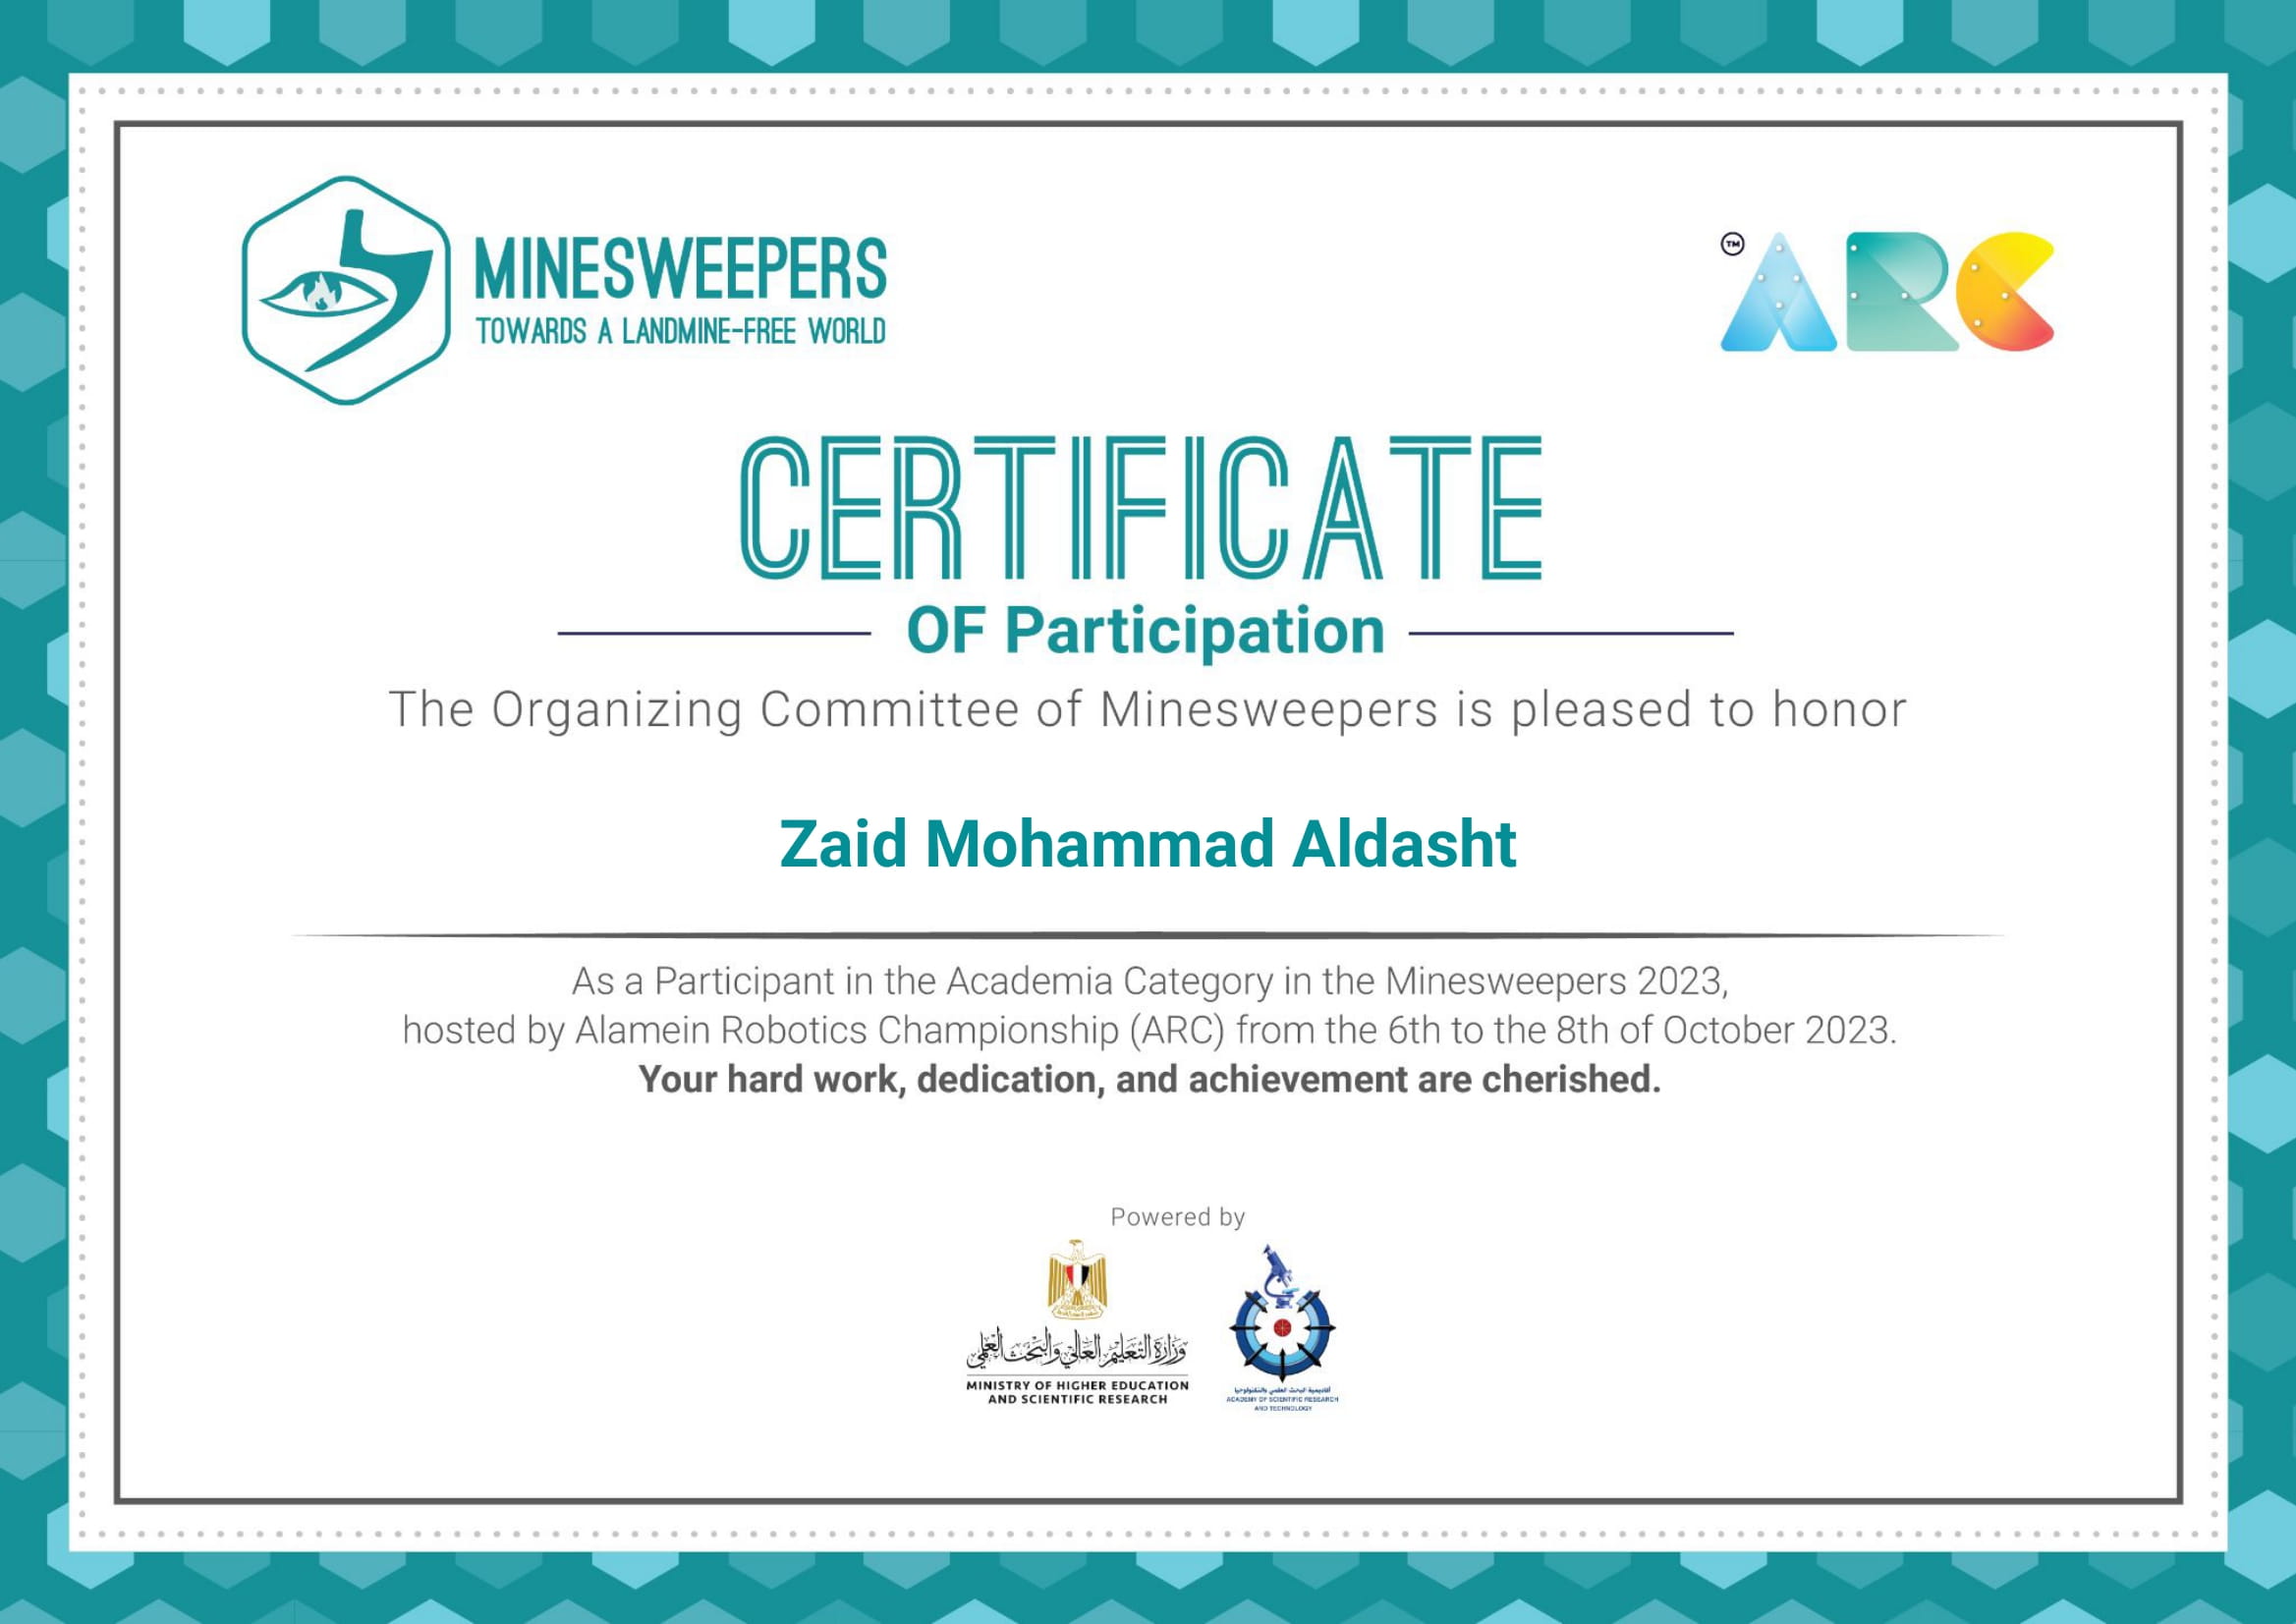 MINESWEEPERS
TOWARDS A LANDMINE-FREE WORLD
TM
ARC
CERTIFICATE
OF Participation
The Organizing Committee of Minesweepers is pleased to honor
Zaid Mohammad Aldasht
As a Participant in the Academia Category in the Minesweepers 2023,
hosted by Alamein Robotics Championship (ARC) from the 6th to the 8th of October 2023.
Your hard work, dedication, and achievement are cherished.
Powered by
وزارة التعليم العالي والبحث العلمي
MINISTRY OF HIGHER EDUCATION
AND SCIENTIFIC RESEARCH
أكاديمية البحث العلمي والتكنولوجيا
ACADEMY OF SCIENTIFIC RESEARCH
AND TECHNOLOGY